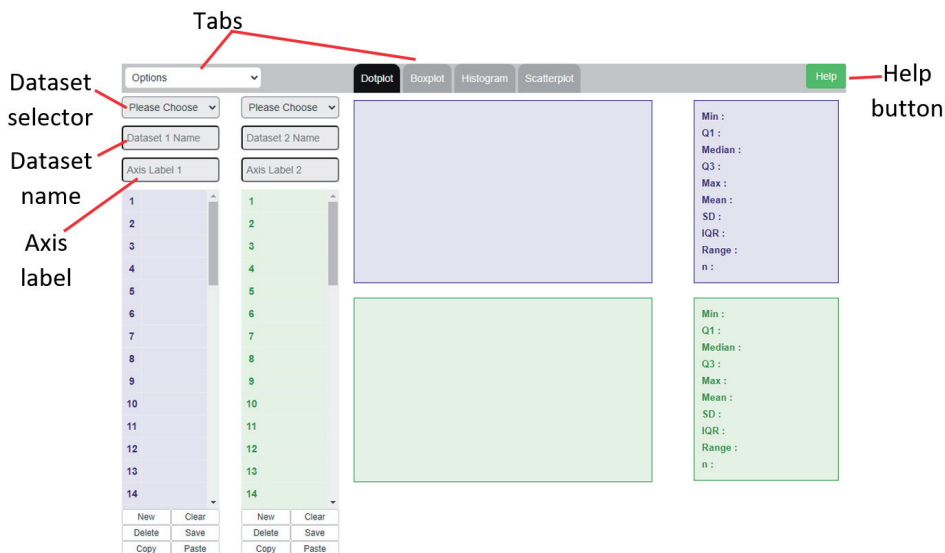 Tabs
Options
Dotplot Boxplot Histogram Scatterplot
Help
Help button
Dataset selector
Please Choose
Please Choose
Dataset name
Dataset 1 Name
Dataset 2 Name
Axis label
Axis Label 1
Axis Label 2
1
2
3
4
5
6
7
8
9
10
11
12
13
14
New Clear
Delete Save
Copy Paste
1
2
3
4
5
6
7
8
9
10
11
12
13
14
New Clear
Delete Save
Copy Paste
Min :
Q1 :
Median :
Q3 :
Max :
Mean :
SD :
IQR :
Range :
n :
Min :
Q1 :
Median :
Q3 :
Max :
Mean :
SD :
IQR :
Range :
n :